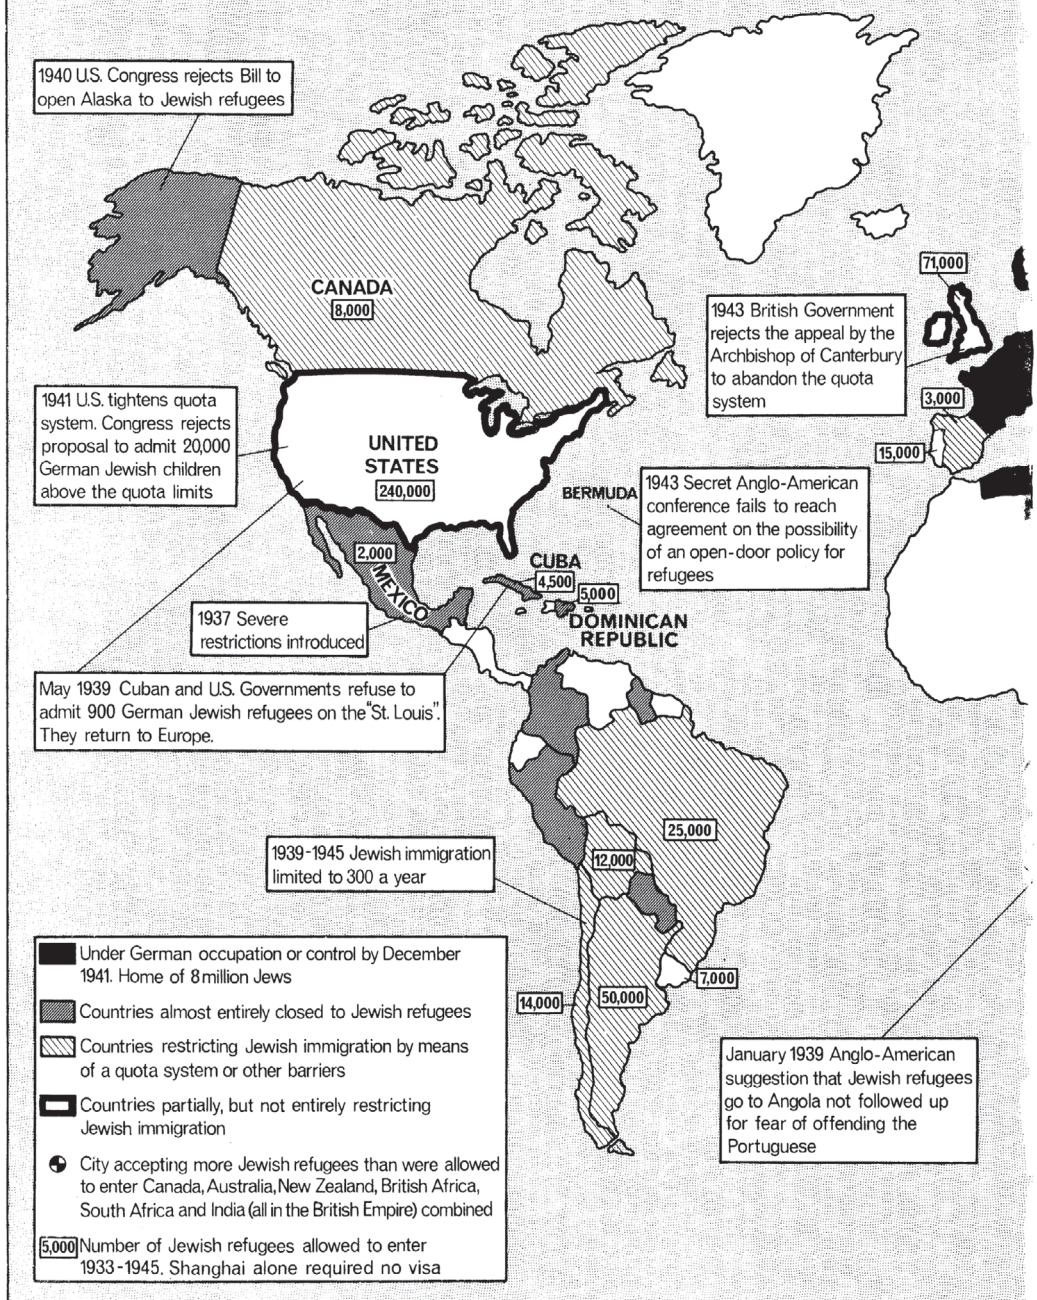 1940 U.S. Congress rejects Bill to
open Alaska to Jewish refugees
CANADA
8,000
71,000
1943 British Government
rejects the appeal by the
Archbishop of Canterbury
to abandon the quota
system
3,000
15,000
1941 U.S. tightens quota
system. Congress rejects
proposal to admit 20,000
German Jewish children
above the quota limits
UNITED
STATES
240,000
BERMUDA
1943 Secret Anglo-American
conference fails to reach
agreement on the possibility
of an open-door policy for
refugees
2,000
MEXICO
CUBA
4,500
5,000
DOMINICAN
REPUBLIC
1937 Severe
restrictions introduced
May 1939 Cuban and U.S. Governments refuse to
admit 900 German Jewish refugees on the "St. Louis".
They return to Europe.
25,000
12,000
1939-1945 Jewish immigration
limited to 300 a year
7,000
14,000
50,000
January 1939 Anglo-American
suggestion that Jewish refugees
go to Angola not followed up
for fear of offending the
Portuguese
Under German occupation or control by December
1941. Home of 8 million Jews
Countries almost entirely closed to Jewish refugees
Countries restricting Jewish immigration by means
of a quota system or other barriers
Countries partially, but not entirely restricting
Jewish immigration
City accepting more Jewish refugees than were allowed
to enter Canada, Australia, New Zealand, British Africa,
South Africa and India (all in the British Empire) combined
5,000 Number of Jewish refugees allowed to enter
1933-1945. Shanghai alone required no visa